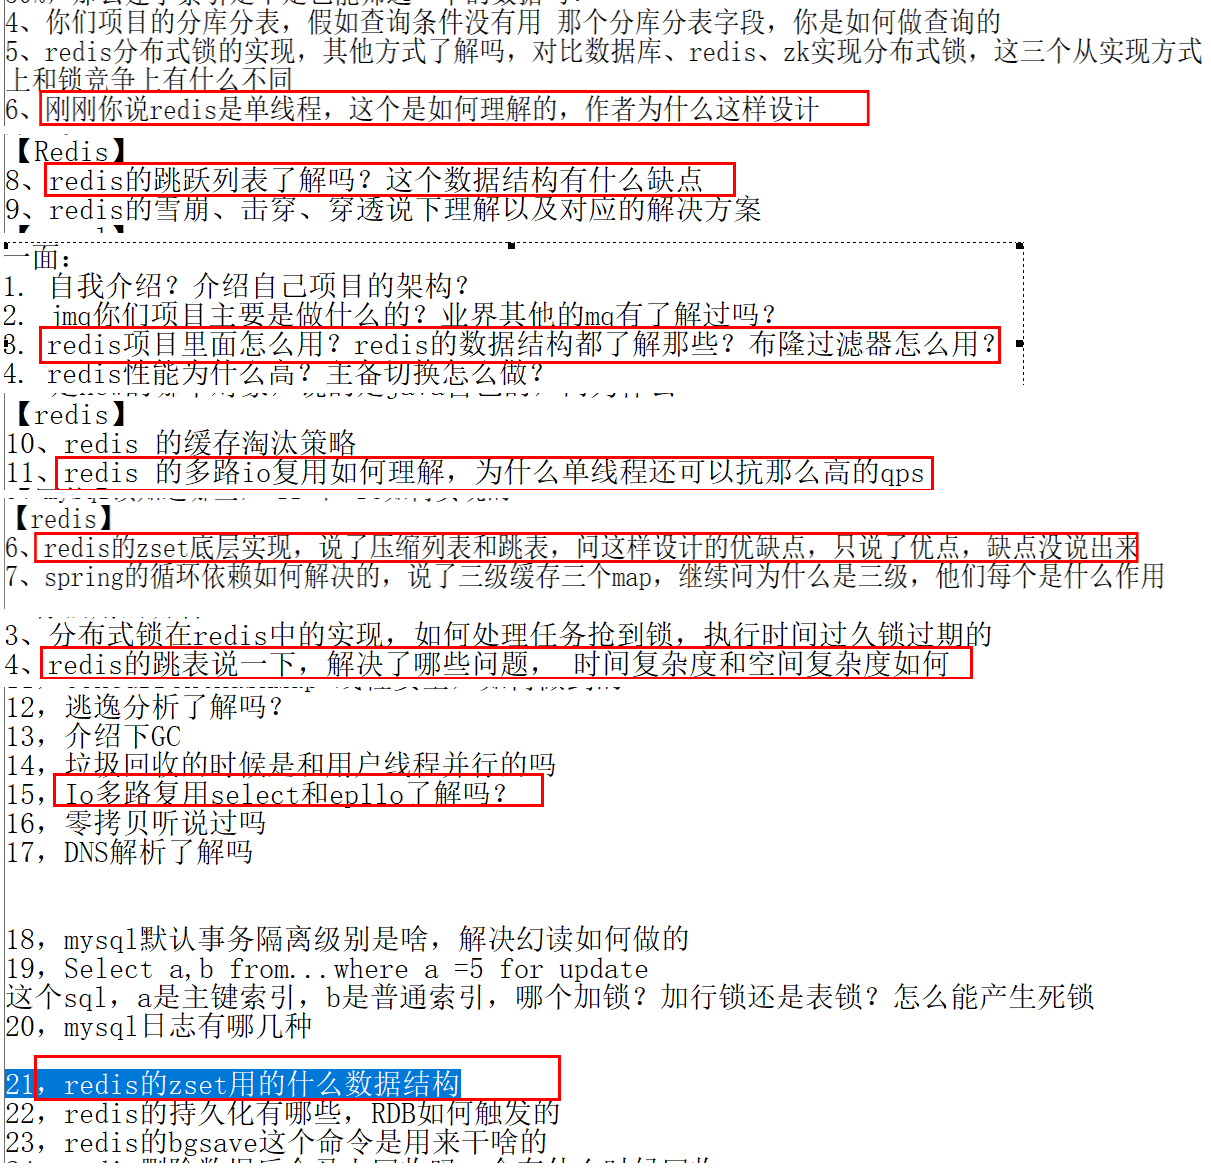 4、你们项目的分库分表，假如查询条件没有用 那个分库分表字段，你是如何做查询的
5、redis分布式锁的实现，其他方式了解吗，对比数据库、redis、zk实现分布式锁，这三个从实现方式
上和锁竞争上有什么不同
6、刚刚你说redis是单线程，这个是如何理解的，作者为什么这样设计
【Redis】
8、redis的跳跃列表了解吗？这个数据结构有什么缺点
9、redis的雪崩、击穿、穿透说下理解以及对应的解决方案
一面：
1. 自我介绍？介绍自己项目的架构？
2. jmq你们项目主要是做什么的？业界其他的mq有了解过吗？
3. redis项目里面怎么用？redis的数据结构都了解那些？布隆过滤器怎么用？
4. redis性能为什么高？主备切换怎么做？
【redis】
10、redis 的缓存淘汰策略
11、redis 的多路io复用如何理解，为什么单线程还可以抗那么高的qps
【redis】
6、redis的zset底层实现，说了压缩列表和跳表，问这样设计的优缺点，只说了优点，缺点没说出来
7、spring的循环依赖如何解决的，说了三级缓存三个map，继续问为什么是三级，他们每个是什么作用
3、分布式锁在redis中的实现，如何处理任务抢到锁，执行时间过久锁过期的
4、redis的跳表说一下，解决了哪些问题， 时间复杂度和空间复杂度如何
12，逃逸分析了解吗？
13，介绍下GC
14，垃圾回收的时候是和用户线程并行的吗
15，Io多路复用select和epllo了解吗？
16，零拷贝听说过吗
17，DNS解析了解吗
18，mysql默认事务隔离级别是啥，解决幻读如何做的
19，Select a,b from...where a =5 for update
这个sql，a是主键索引，b是普通索引，哪个加锁？加行锁还是表锁？怎么能产生死锁
20，mysql日志有哪几种
21，redis的zset用的什么数据结构
22，redis的持久化有哪些，RDB如何触发的
23，redis的bgsave这个命令是用来干啥的